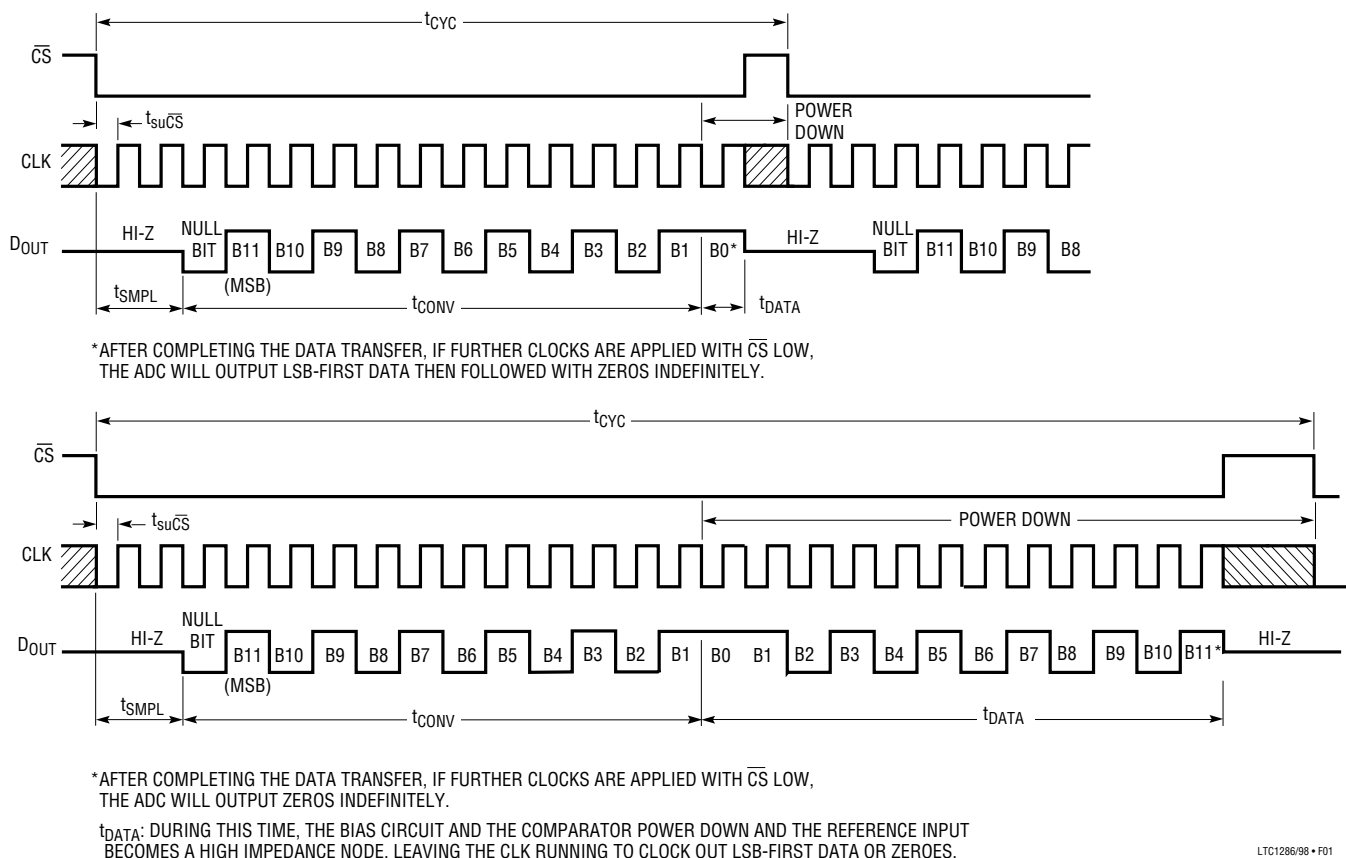 tCYC
CS
POWER
DOWN
tsuCS
CLK
DOUT HI-Z NULL BIT B11 B10 B9 B8 B7 B6 B5 B4 B3 B2 B1 B0* HI-Z NULL BIT B11 B10 B9 B8
(MSB)
tSMPL tCONV tDATA
*AFTER COMPLETING THE DATA TRANSFER, IF FURTHER CLOCKS ARE APPLIED WITH CS LOW,
THE ADC WILL OUTPUT LSB-FIRST DATA THEN FOLLOWED WITH ZEROS INDEFINITELY.
tCYC
CS
tsuCS POWER DOWN
CLK
DOUT HI-Z NULL BIT B11 B10 B9 B8 B7 B6 B5 B4 B3 B2 B1 B0 B1 B2 B3 B4 B5 B6 B7 B8 B9 B10 B11* HI-Z
(MSB)
tSMPL tCONV tDATA
*AFTER COMPLETING THE DATA TRANSFER, IF FURTHER CLOCKS ARE APPLIED WITH CS LOW,
THE ADC WILL OUTPUT ZEROS INDEFINITELY.
tDATA: DURING THIS TIME, THE BIAS CIRCUIT AND THE COMPARATOR POWER DOWN AND THE REFERENCE INPUT
BECOMES A HIGH IMPEDANCE NODE, LEAVING THE CLK RUNNING TO CLOCK OUT LSB-FIRST DATA OR ZEROES.
LTC1286/98 • F01